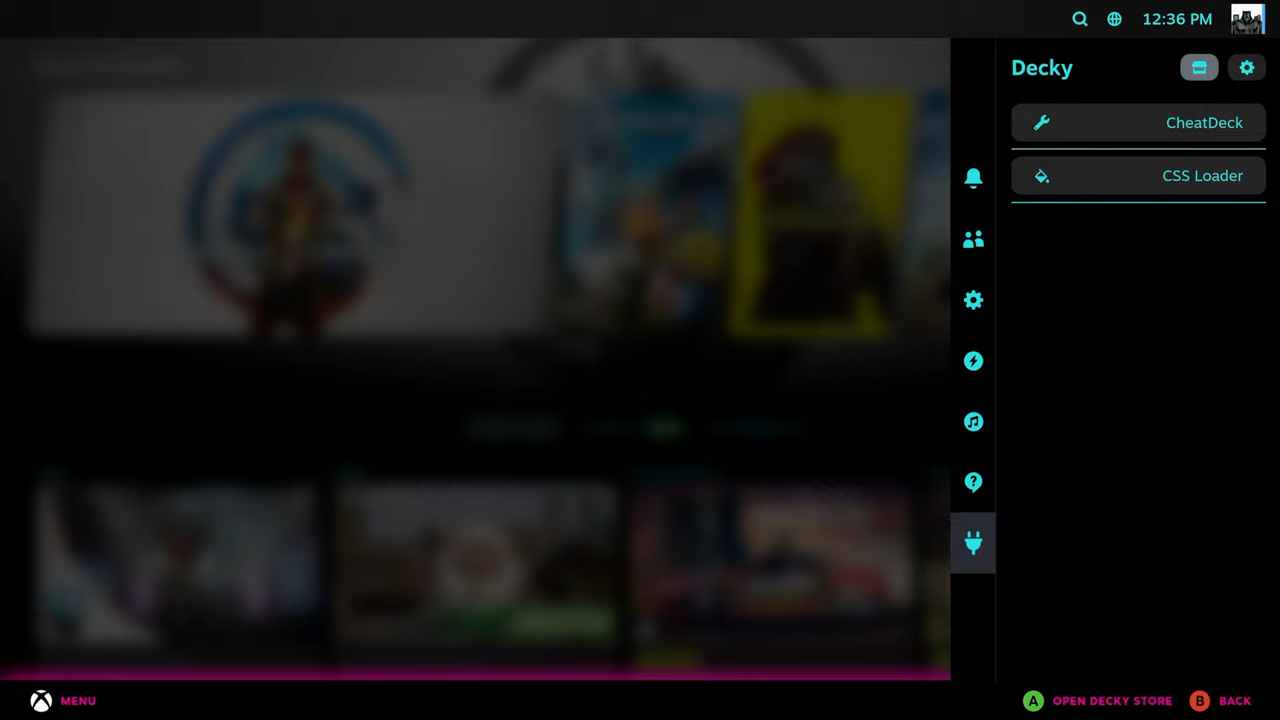 12:36 PM
Decky
CheatDeck
CSS Loader
MENU
A OPEN DECKY STORE B BACK